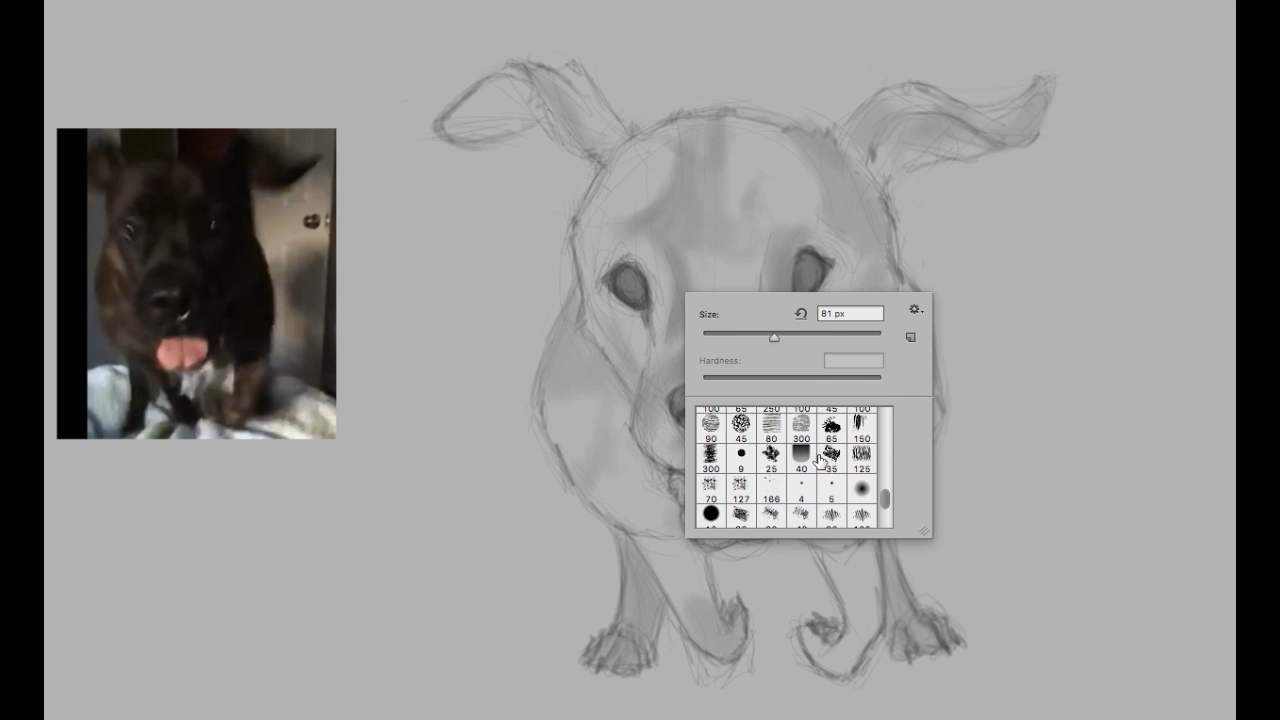 Size:
81 px
Hardness:
100 65 250 100 45 100
90 45 80 300 65 150
300 9 25 40 35 125
70 127 166 4 5